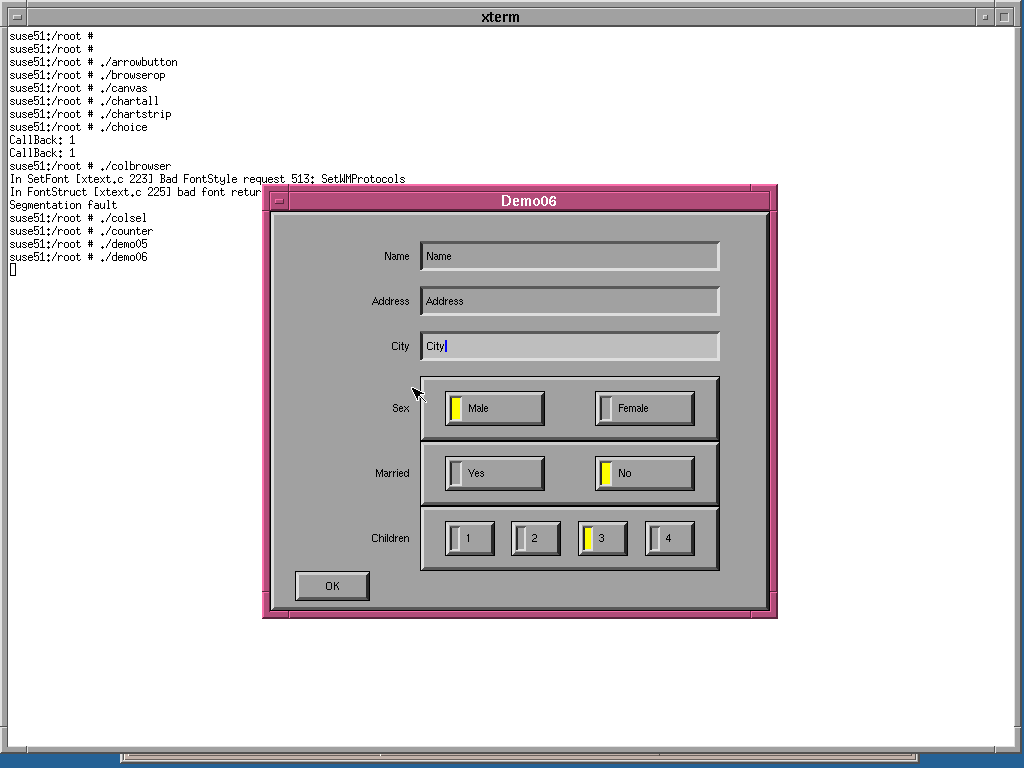 xterm
suse51:/root #
suse51:/root #
suse51:/root # ./arrowbutton
suse51:/root # ./browserop
suse51:/root # ./canvas
suse51:/root # ./chartall
suse51:/root # ./chartstrip
suse51:/root # ./choice
CallBack: 1
CallBack: 1
suse51:/root # ./colbrowser
In SetFont [xtext.c 223] Bad FontStyle request 513: SetWMProtocols
In FontStruct [xtext.c 225] bad font retur
Segmentation fault
suse51:/root # ./colsel
suse51:/root # ./counter
suse51:/root # ./demo05
suse51:/root # ./demo06
Demo06
Name Name
Address Address
City City
Sex Male Female
Married Yes No
Children 1 2 3 4
OK